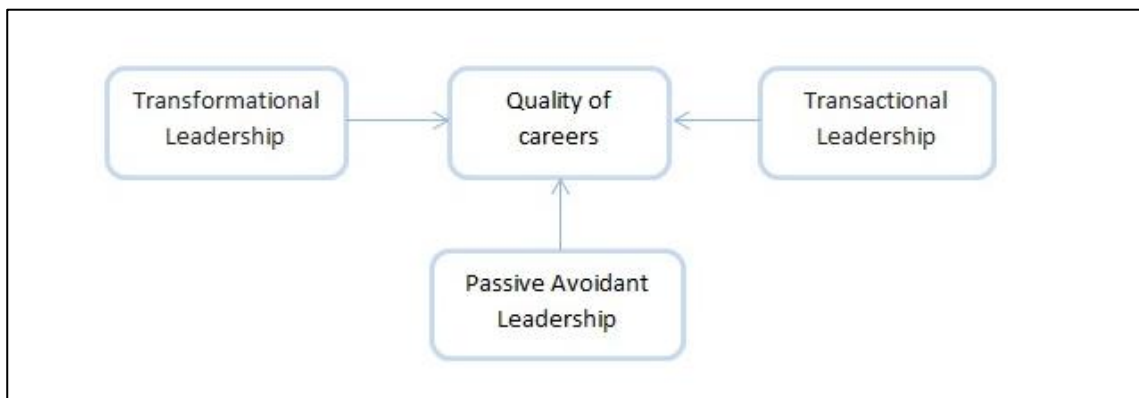 Transformational
Leadership
Quality of
careers
Transactional
Leadership
Passive Avoidant
Leadership